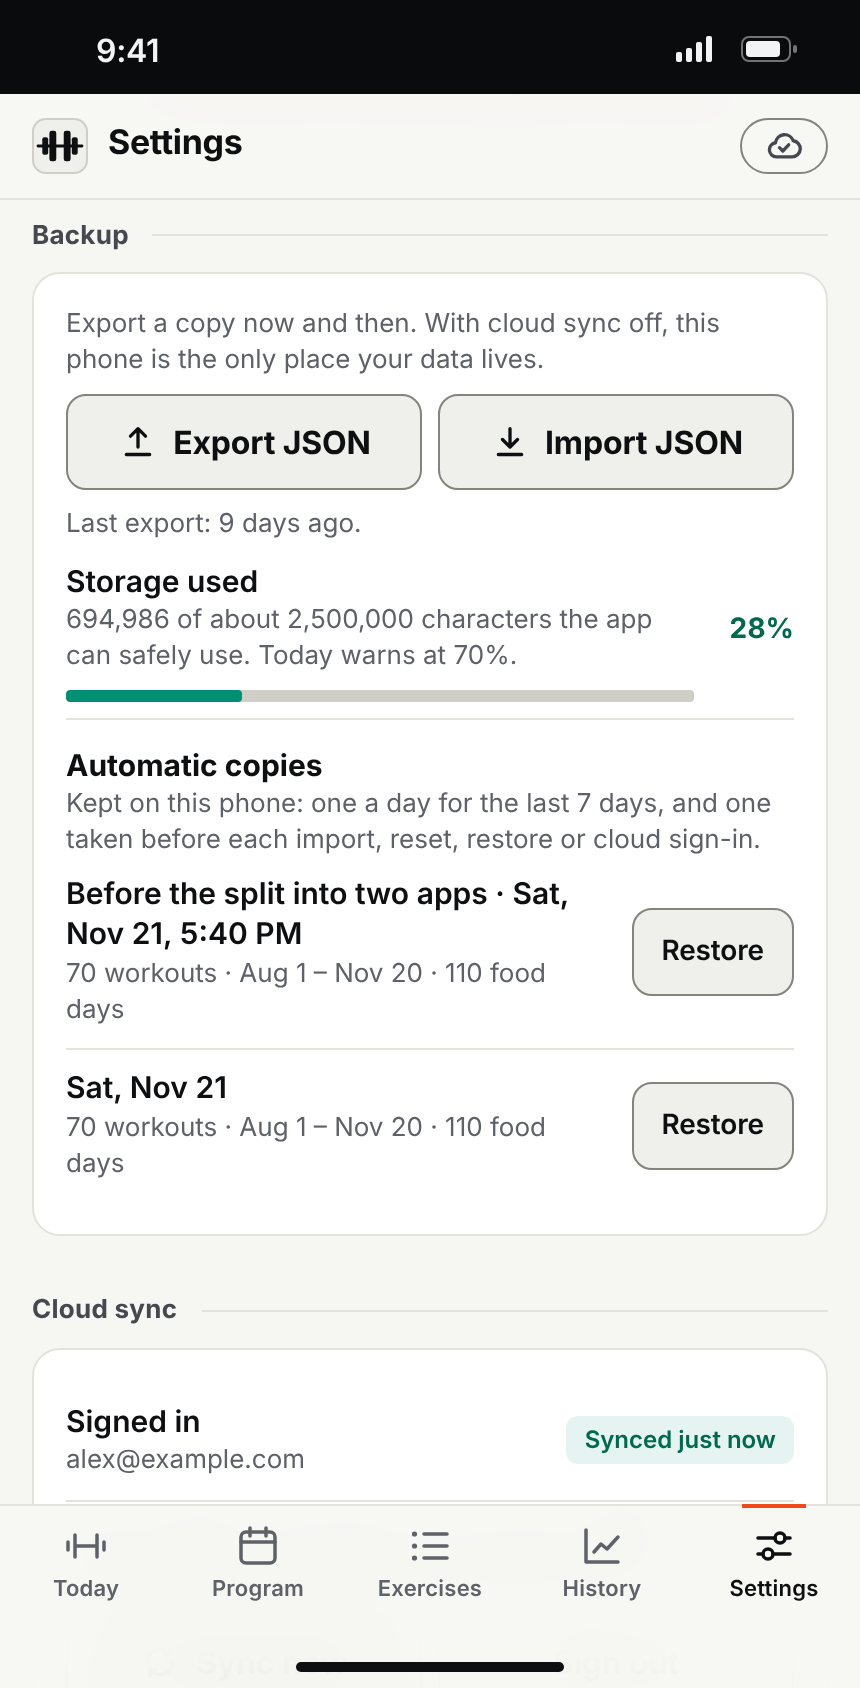 9:41
Settings
Backup
Export a copy now and then. With cloud sync off, this
phone is the only place your data lives.
Export JSON
Import JSON
Last export: 9 days ago.
Storage used
694,986 of about 2,500,000 characters the app
can safely use. Today warns at 70%.
28%
Automatic copies
Kept on this phone: one a day for the last 7 days, and one
taken before each import, reset, restore or cloud sign-in.
Before the split into two apps · Sat,
Nov 21, 5:40 PM
70 workouts · Aug 1 – Nov 20 · 110 food
days
Restore
Sat, Nov 21
70 workouts · Aug 1 – Nov 20 · 110 food
days
Restore
Cloud sync
Signed in
alex@example.com
Synced just now
Today
Program
Exercises
History
Settings